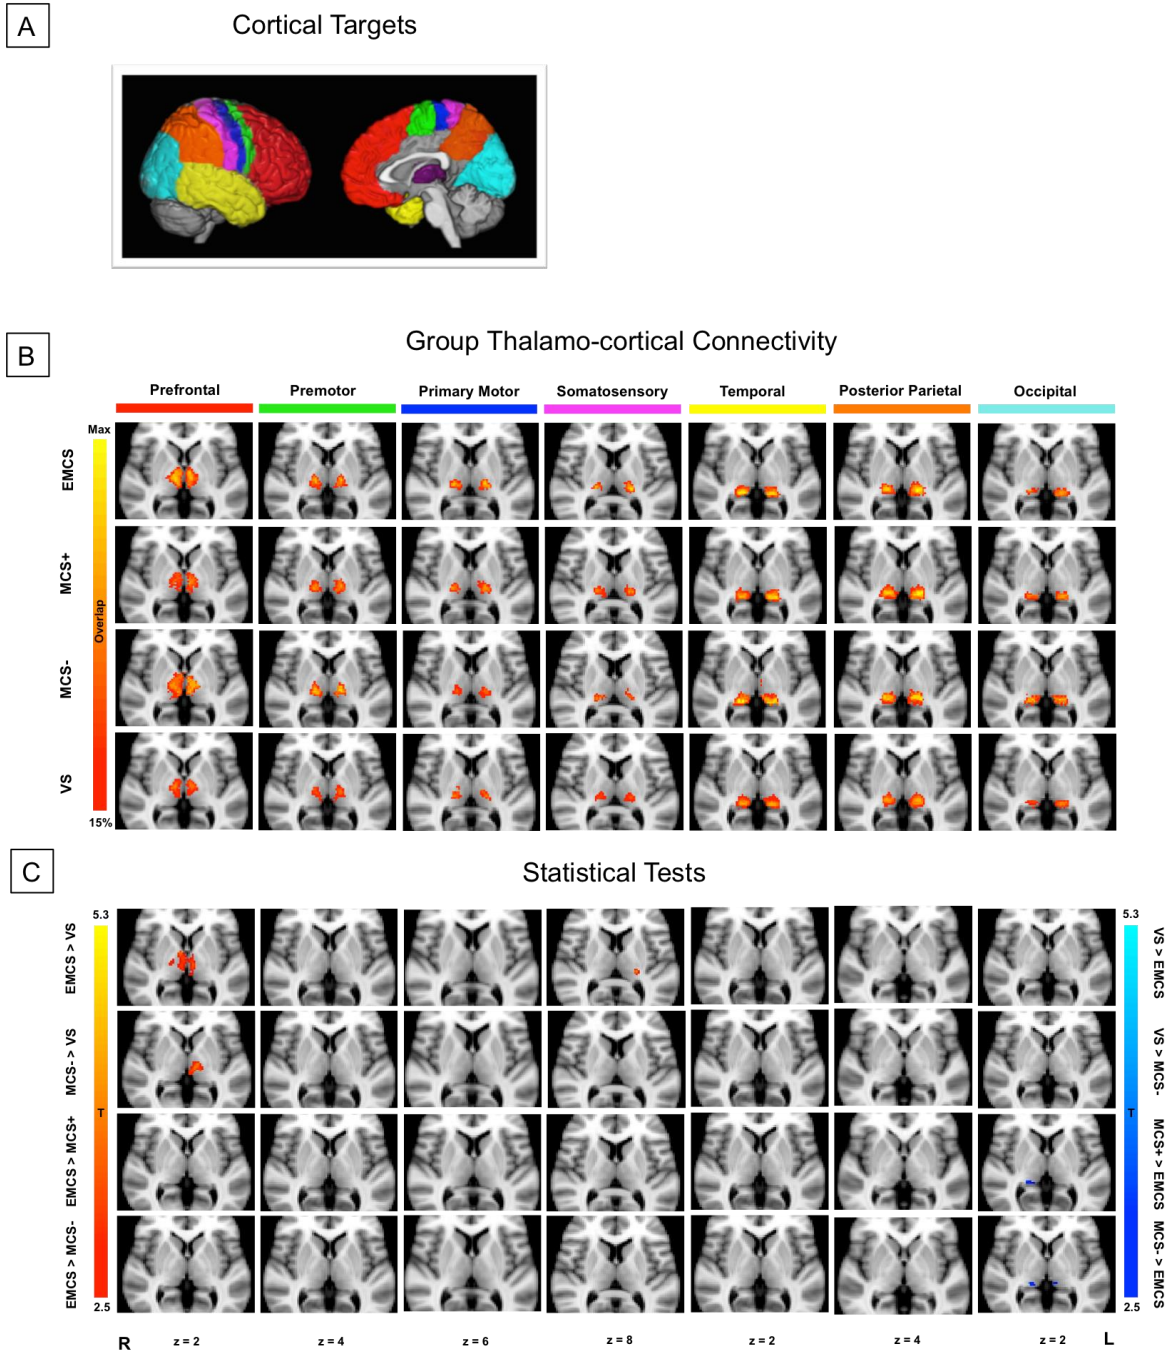 A
Cortical Targets
B
Group Thalamo-cortical Connectivity
Prefrontal Premotor Primary Motor Somatosensory Temporal Posterior Parietal Occipital
Max
Overlap
15%
EMCS
MCS+
MCS-
VS
C
Statistical Tests
5.3
T
2.5
EMCS > VS
MCS- > VS
EMCS > MCS+
EMCS > MCS-
5.3
T
2.5
VS > EMCS
VS > MCS-
MCS+ > EMCS
MCS- > EMCS
R z = 2 z = 4 z = 6 z = 8 z = 2 z = 4 z = 2 L